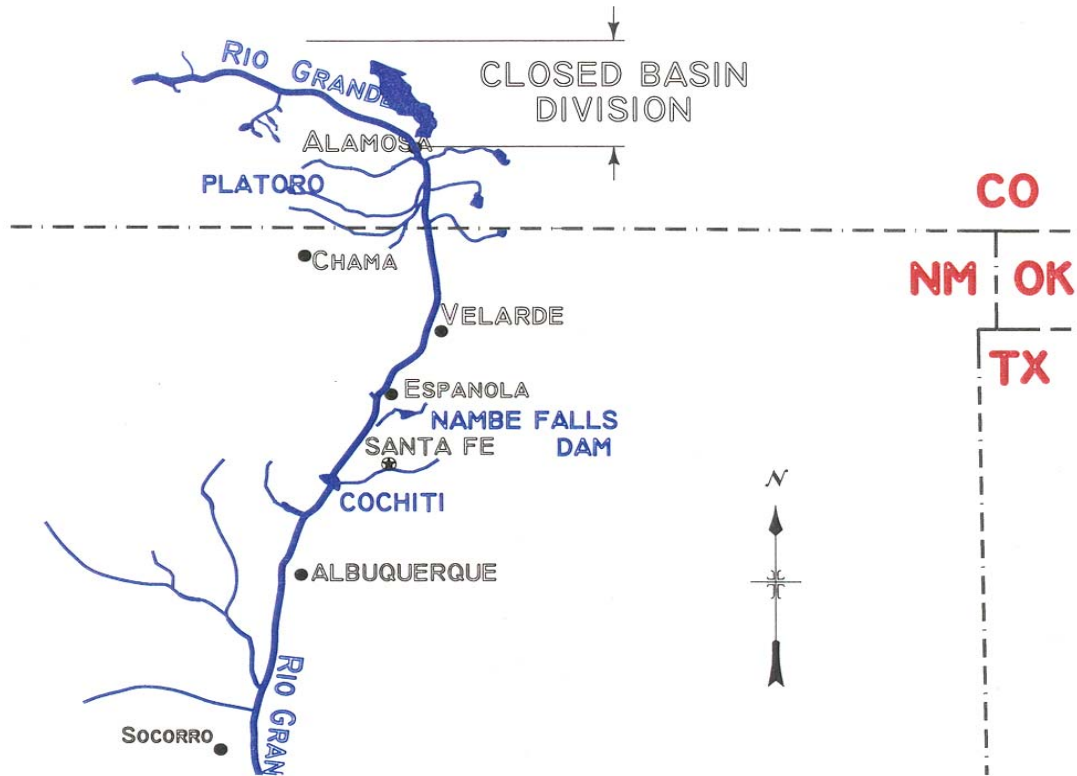 RIO GRANDE
CLOSED BASIN
DIVISION
ALAMOSA
PLATORO
CO
CHAMA
NM
OK
VELARDE
TX
ESPANOLA
NAMBE FALLS
DAM
SANTA FE
N
COCHITI
ALBUQUERQUE
RIO GRAN
SOCORRO